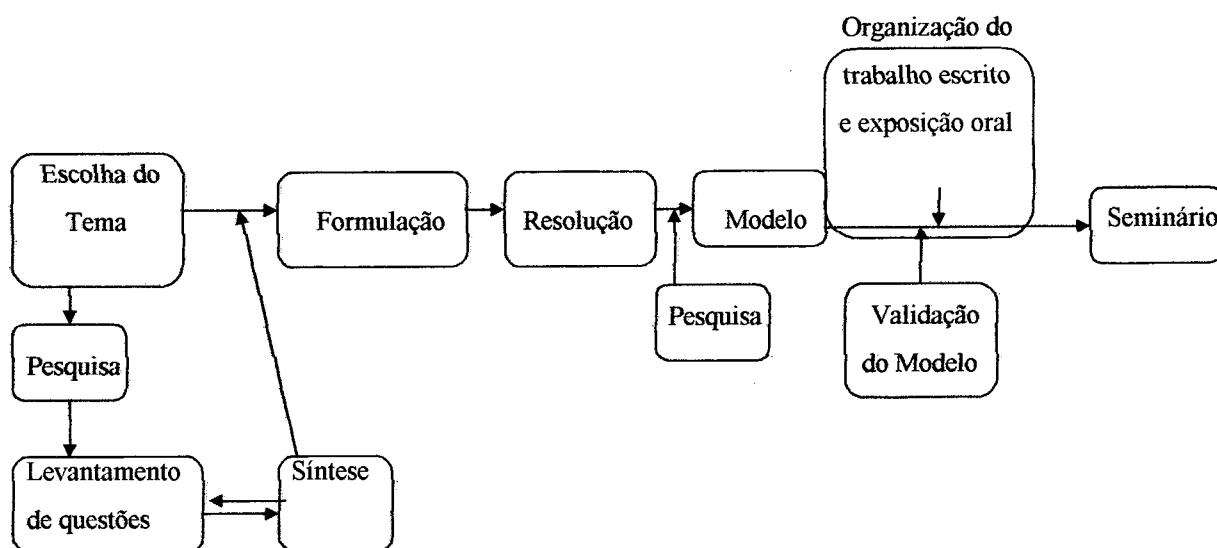 Organização do
trabalho escrito
e exposição oral
Escolha do
Tema
Formulação
Resolução
Modelo
Seminário
Pesquisa
Validação
do Modelo
Pesquisa
Levantamento
de questões
Síntese